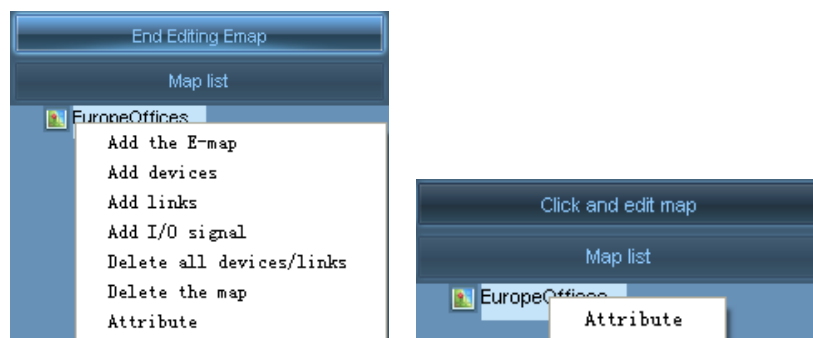 End Editing Emap
Map list
EuropeOffices
Add the E-map
Add devices
Add links
Add I/O signal
Delete all devices/links
Delete the map
Attribute
Click and edit map
Map list
EuropeOffices
Attribute